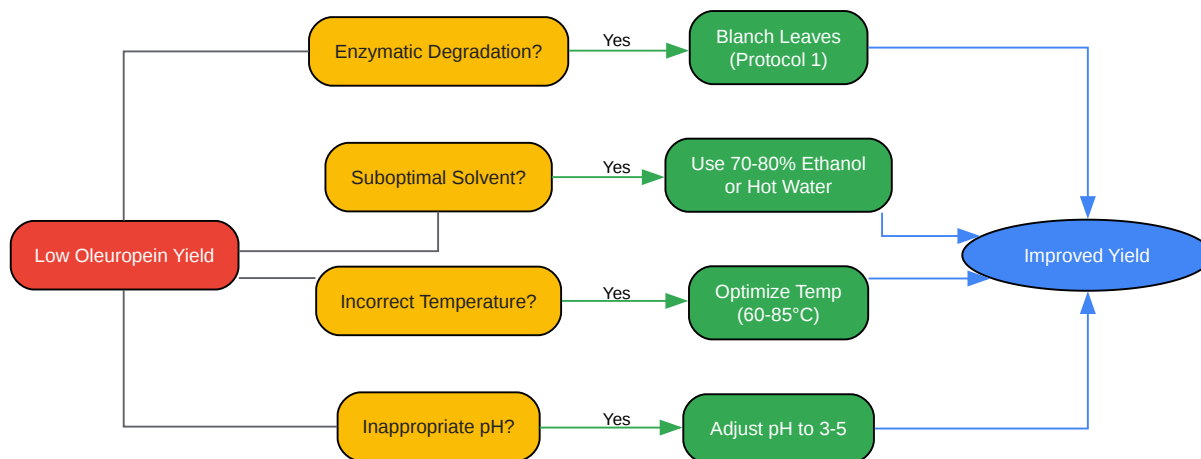 Enzymatic Degradation?
Yes
Blanch Leaves
(Protocol 1)
Suboptimal Solvent?
Yes
Use 70-80% Ethanol
or Hot Water
Low Oleuropein Yield
Improved Yield
Incorrect Temperature?
Yes
Optimize Temp
(60-85°C)
Inappropriate pH?
Yes
Adjust pH to 3-5